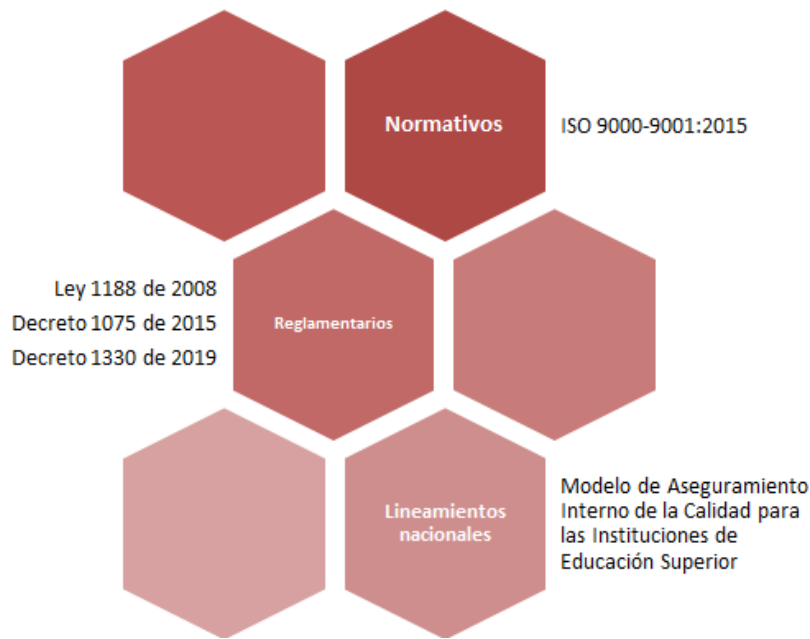 Normativos
ISO 9000-9001:2015
Ley 1188 de 2008
Decreto 1075 de 2015
Decreto 1330 de 2019
Reglamentarios
Lineamientos
nacionales
Modelo de Aseguramiento
Interno de la Calidad para
las Instituciones de
Educación Superior